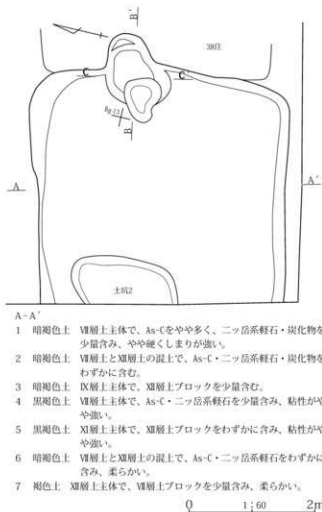 B'
38住
C
C'
B
A
A'
土坑2
A-A'
1 暗褐色土 Ⅶ層土主体で、As-Cをやや多く、二ッ岳系軽石・炭化物を
少量含み、やや硬くしまりが強い。
2 暗褐色土 Ⅶ層土とⅫ層土の混土で、As-C・二ッ岳系軽石・炭化物を
わずかに含む。
3 暗褐色土 Ⅸ層土主体で、Ⅻ層土ブロックを少量含む。
4 黒褐色土 Ⅶ層土主体で、As-C・二ッ岳系軽石を少量含み、粘性がや
や強い。
5 黒褐色土 Ⅺ層土主体で、Ⅻ層土ブロックをわずかに含み、粘性がや
や強い。
6 暗褐色土 Ⅶ層土とⅫ層土の混土で、As-C・二ッ岳系軽石をわずかに
含み、柔らかい。
7 褐色土 Ⅻ層土主体で、Ⅶ層土ブロックを少量含み、柔らかい。
0 1:60 2m